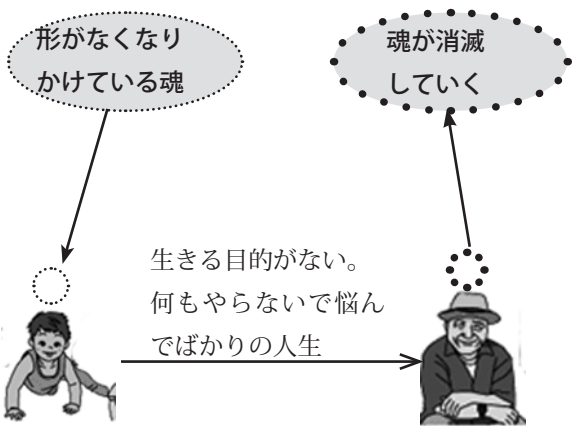 形がなくなり
かけている魂
魂が消滅
していく
生きる目的がない。
何もやらないで悩ん
でばかりの人生